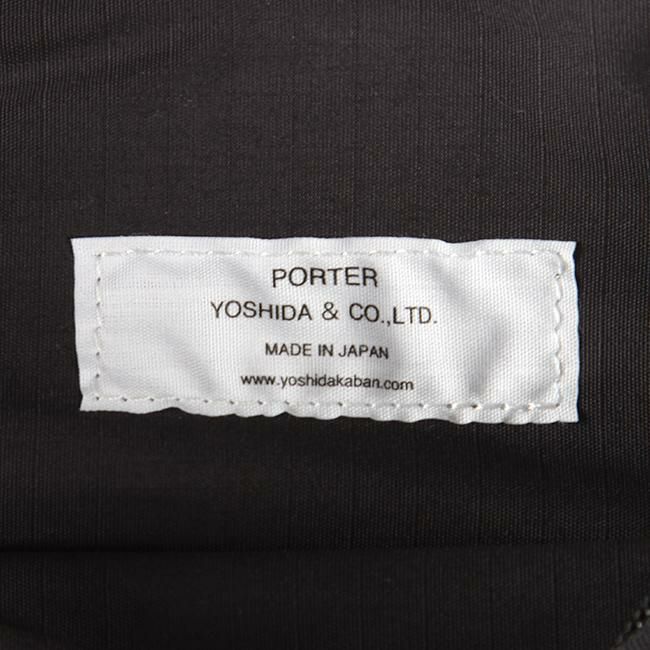 PORTER
YOSHIDA & CO.,LTD.
MADE IN JAPAN
www.yoshidakaban.com